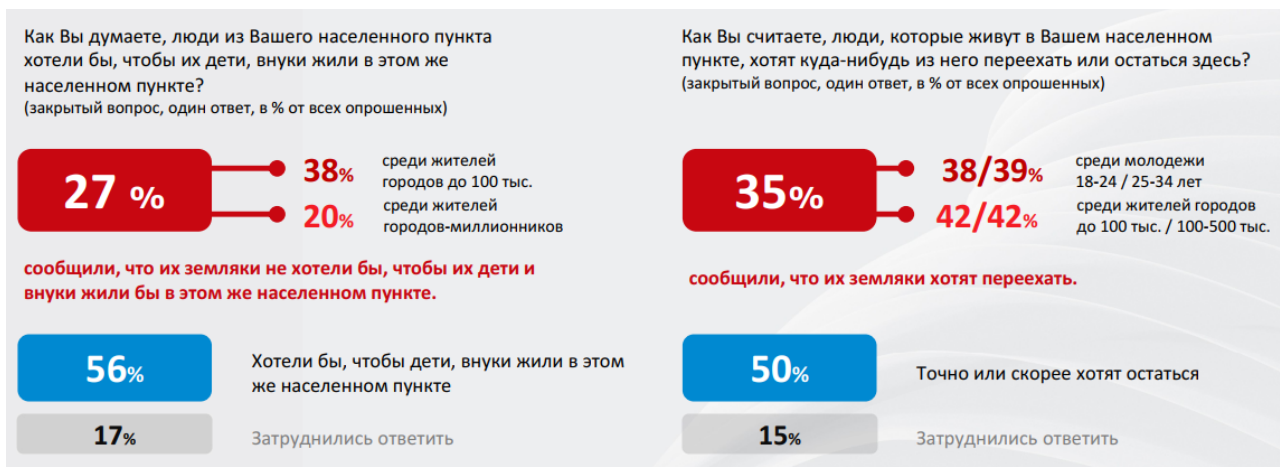 Как Вы думаете, люди из Вашего населенного пункта
хотели бы, чтобы их дети, внуки жили в этом же
населенном пункте?
(закрытый вопрос, один ответ, в % от всех опрошенных)
27 %
38%
среди жителей
городов до 100 тыс.
20%
среди жителей
городов-миллионников
сообщили, что их земляки не хотели бы, чтобы их дети и
внуки жили бы в этом же населенном пункте.
56%
Хотели бы, чтобы дети, внуки жили в этом
же населенном пункте
17%
Затруднились ответить
Как Вы считаете, люди, которые живут в Вашем населенном
пункте, хотят куда-нибудь из него переехать или остаться здесь?
(закрытый вопрос, один ответ, в % от всех опрошенных)
35%
38/39%
среди молодежи
18-24 / 25-34 лет
42/42%
среди жителей городов
до 100 тыс. / 100-500 тыс.
сообщили, что их земляки хотят переехать.
50%
Точно или скорее хотят остаться
15%
Затруднились ответить